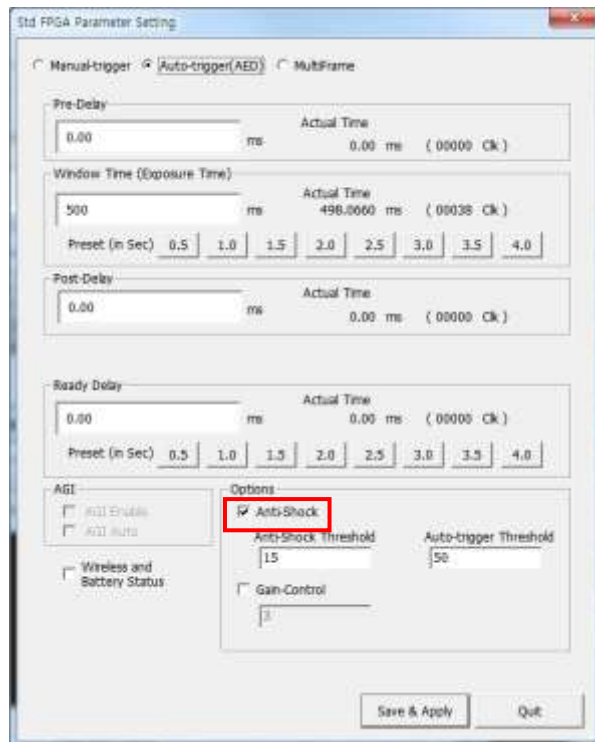 Std FPGA Parameter Setting
Manual-trigger Auto-trigger(AED) MultiFrame
Pre-Delay
Actual Time
0.00 ms 0.00 ms ( 00000 Clk )
Window Time (Exposure Time)
Actual Time
500 ms 498.0660 ms ( 00038 Clk )
Preset (in Sec) 0.5 1.0 1.5 2.0 2.5 3.0 3.5 4.0
Post-Delay
Actual Time
0.00 ms 0.00 ms ( 00000 Clk )
Ready Delay
Actual Time
0.00 ms 0.00 ms ( 00000 Clk )
Preset (in Sec) 0.5 1.0 1.5 2.0 2.5 3.0 3.5 4.0
AGI Options
AGI Enable Anti-Shock
AGI Auto
Anti-Shock Threshold Auto-trigger Threshold
15 50
Wireless and
Battery Status
Gain-Control
3
Save & Apply Quit